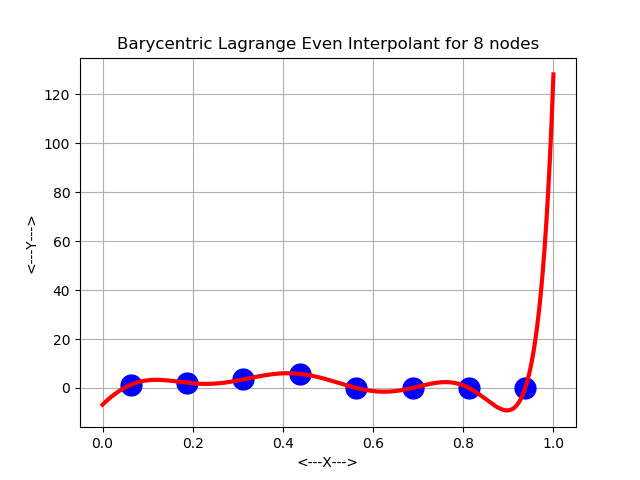 Barycentric Lagrange Even Interpolant for 8 nodes
120
100
80
60
40
20
0
<---Y--->
0.0 0.2 0.4 0.6 0.8 1.0
<---X--->